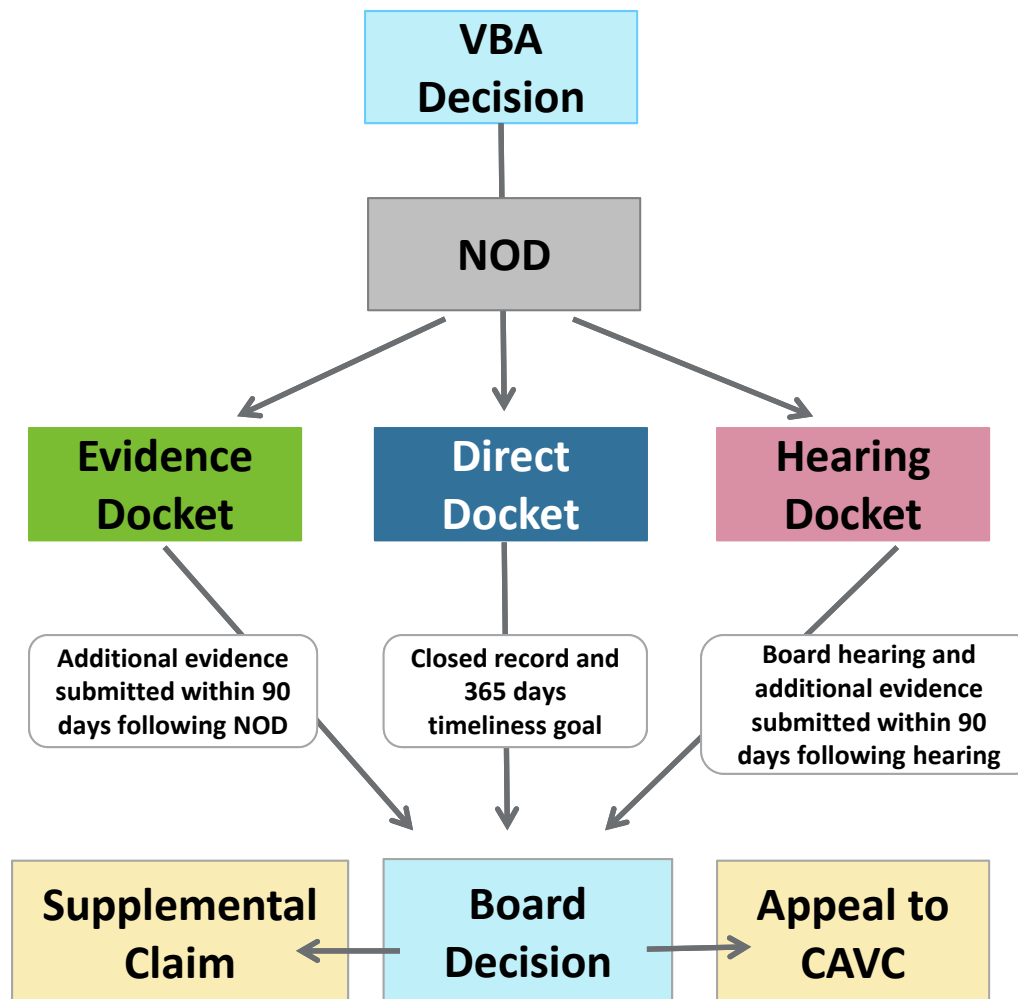 VBA
Decision
NOD
Evidence
Docket
Direct
Docket
Hearing
Docket
Additional evidence
submitted within 90
days following NOD
Closed record and
365 days
timeliness goal
Board hearing and
additional evidence
submitted within 90
days following hearing
Supplemental
Claim
Board
Decision
Appeal to
CAVC